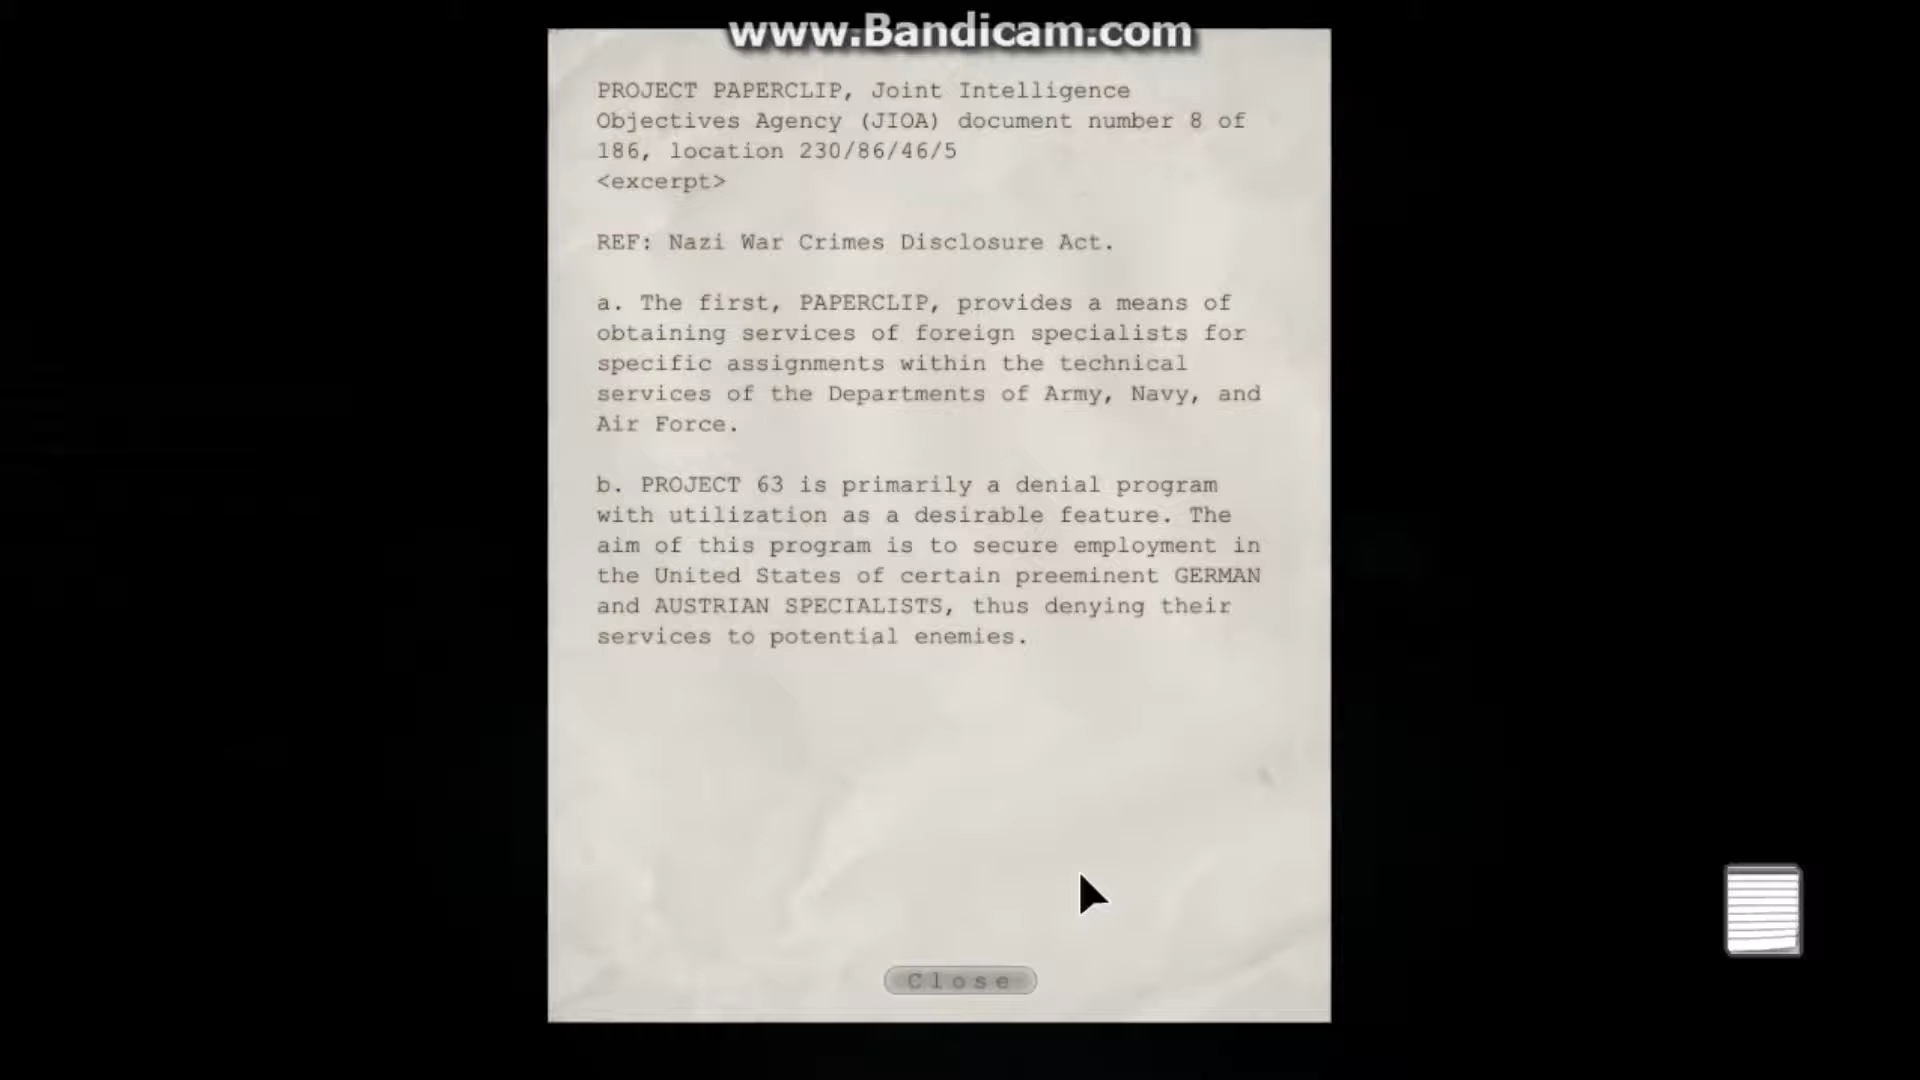 www.Bandicam.com
PROJECT PAPERCLIP, Joint Intelligence
Objectives Agency (JIOA) document number 8 of
186, location 230/86/46/5
<excerpt>
REF: Nazi War Crimes Disclosure Act.
a. The first, PAPERCLIP, provides a means of
obtaining services of foreign specialists for
specific assignments within the technical
services of the Departments of Army, Navy, and
Air Force.
b. PROJECT 63 is primarily a denial program
with utilization as a desirable feature. The
aim of this program is to secure employment in
the United States of certain preeminent GERMAN
and AUSTRIAN SPECIALISTS, thus denying their
services to potential enemies.
Close